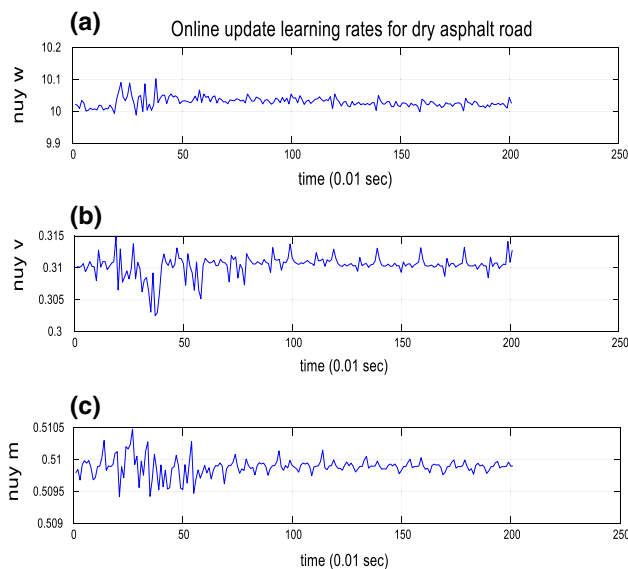 (a)
Online update learning rates for dry asphalt road
nuy w
10.2
10.1
10
9.9
0 50 100 150 200 250
time (0.01 sec)
(b)
nuy v
0.315
0.31
0.305
0.3
0 50 100 150 200 250
time (0.01 sec)
(c)
nuy m
0.5105
0.51
0.5095
0.509
0 50 100 150 200 250
time (0.01 sec)